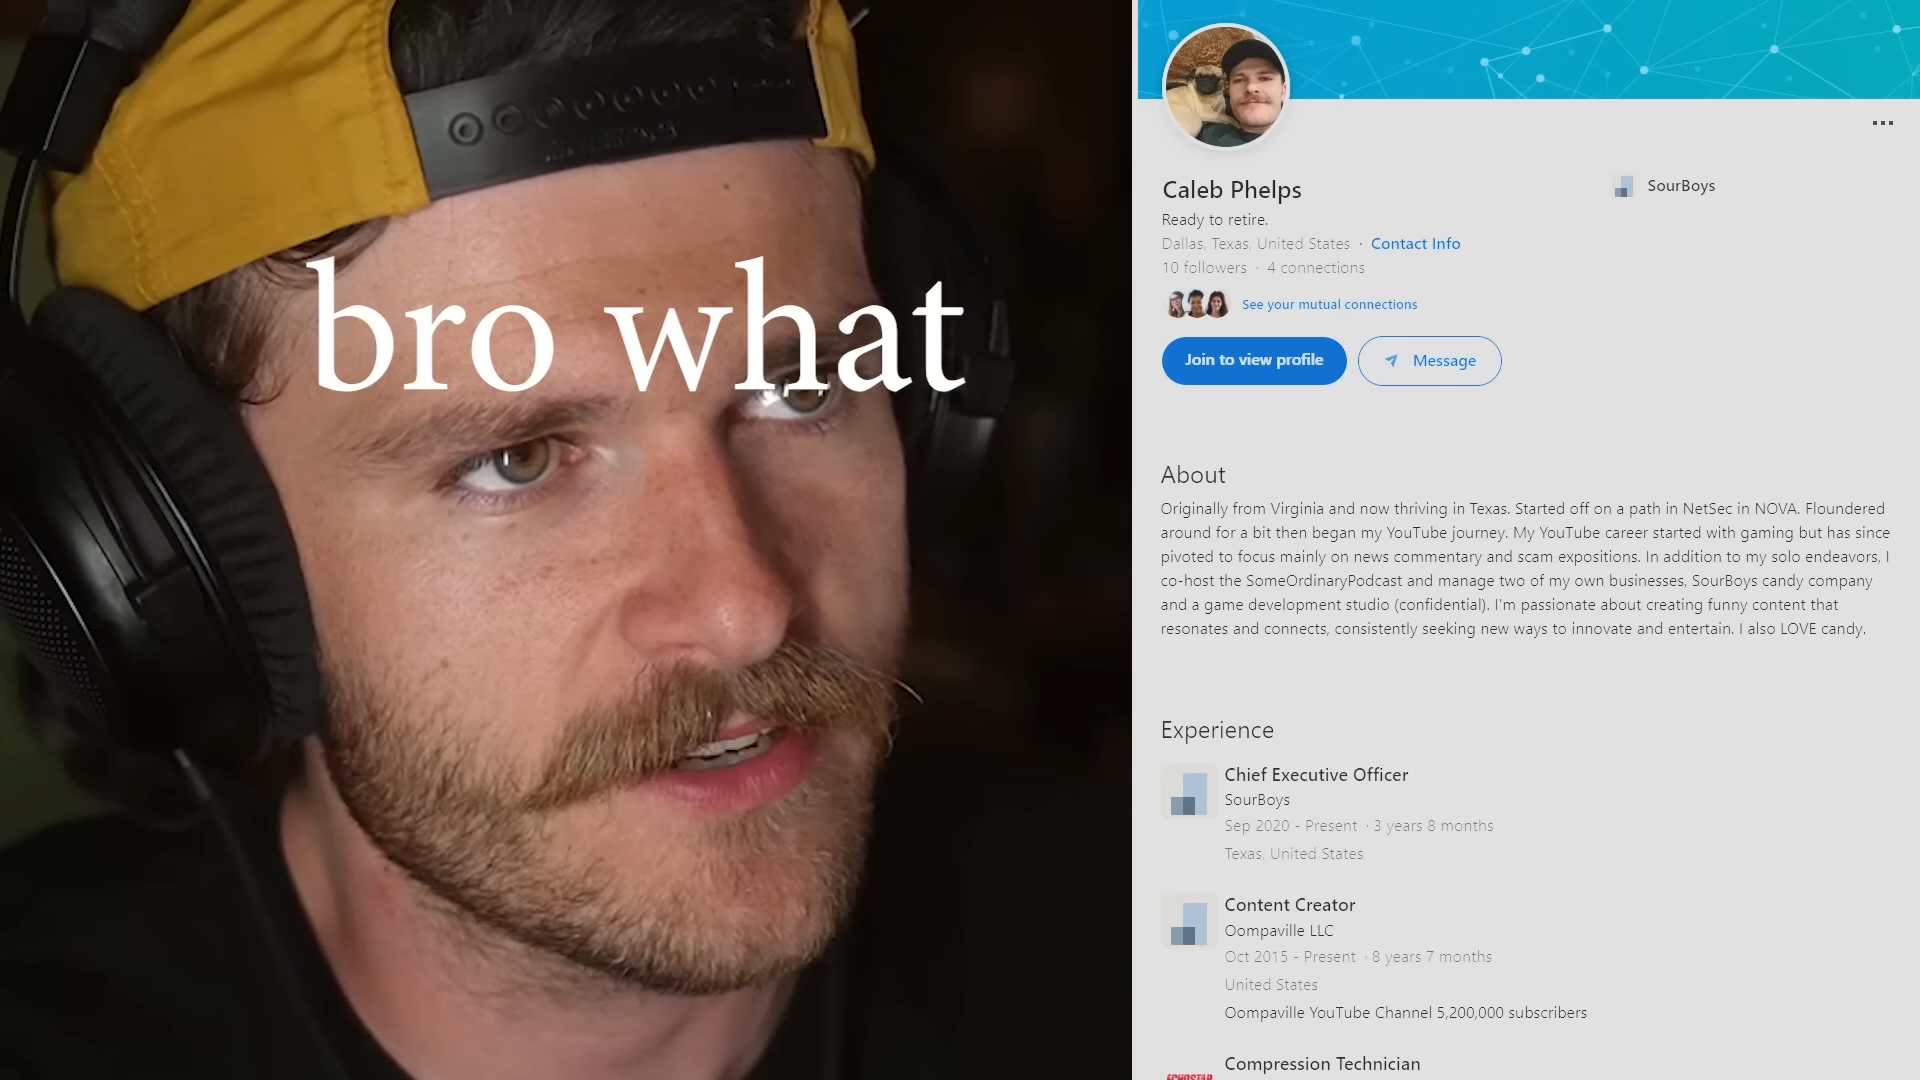 bro what
Caleb Phelps
SourBoys
Ready to retire.
Dallas, Texas, United States · Contact Info
10 followers · 4 connections
See your mutual connections
Join to view profile
Message
About
Originally from Virginia and now thriving in Texas. Started off on a path in NetSec in NOVA. Floundered
around for a bit then began my YouTube journey. My YouTube career started with gaming but has since
pivoted to focus mainly on news commentary and scam expositions. In addition to my solo endeavors, I
co-host the SomeOrdinaryPodcast and manage two of my own businesses, SourBoys candy company
and a game development studio (confidential). I'm passionate about creating funny content that
resonates and connects, consistently seeking new ways to innovate and entertain. I also LOVE candy.
Experience
Chief Executive Officer
SourBoys
Sep 2020 - Present · 3 years 8 months
Texas, United States
Content Creator
Oompaville LLC
Oct 2015 - Present · 8 years 7 months
United States
Oompaville YouTube Channel 5,200,000 subscribers
Compression Technician